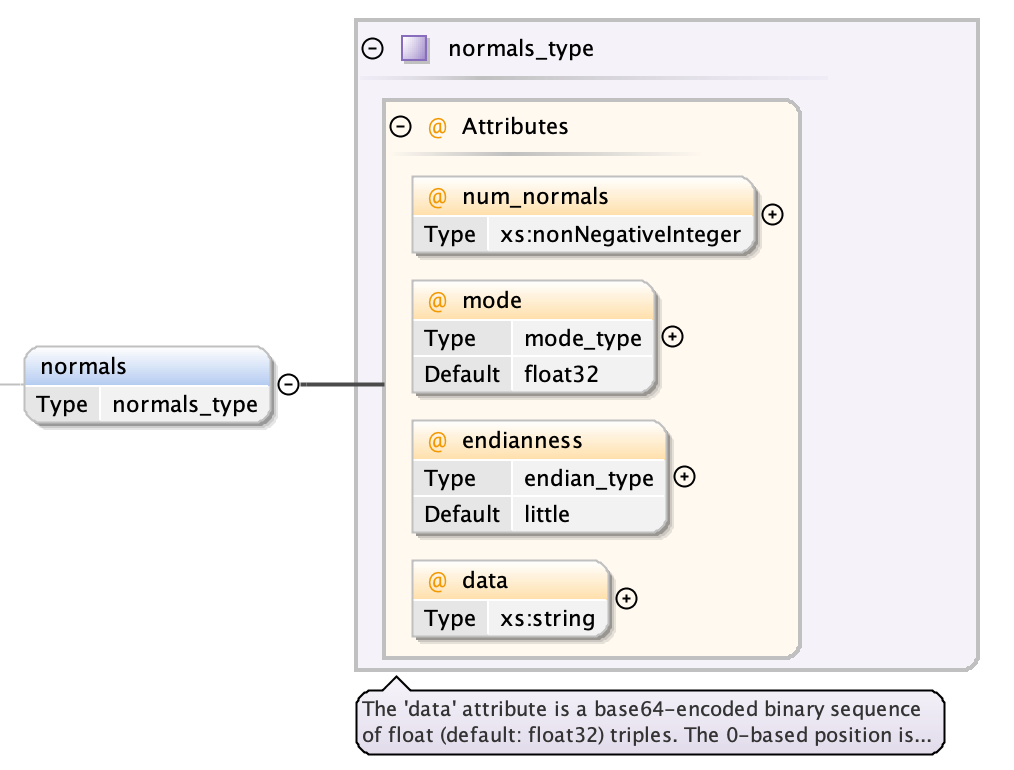 normals_type
@ Attributes
@ num_normals
Type xs:nonNegativeInteger
@ mode
Type mode_type
Default float32
normals
Type normals_type
@ endianness
Type endian_type
Default little
@ data
Type xs:string
The 'data' attribute is a base64-encoded binary sequence
of float (default: float32) triples. The 0-based position is...